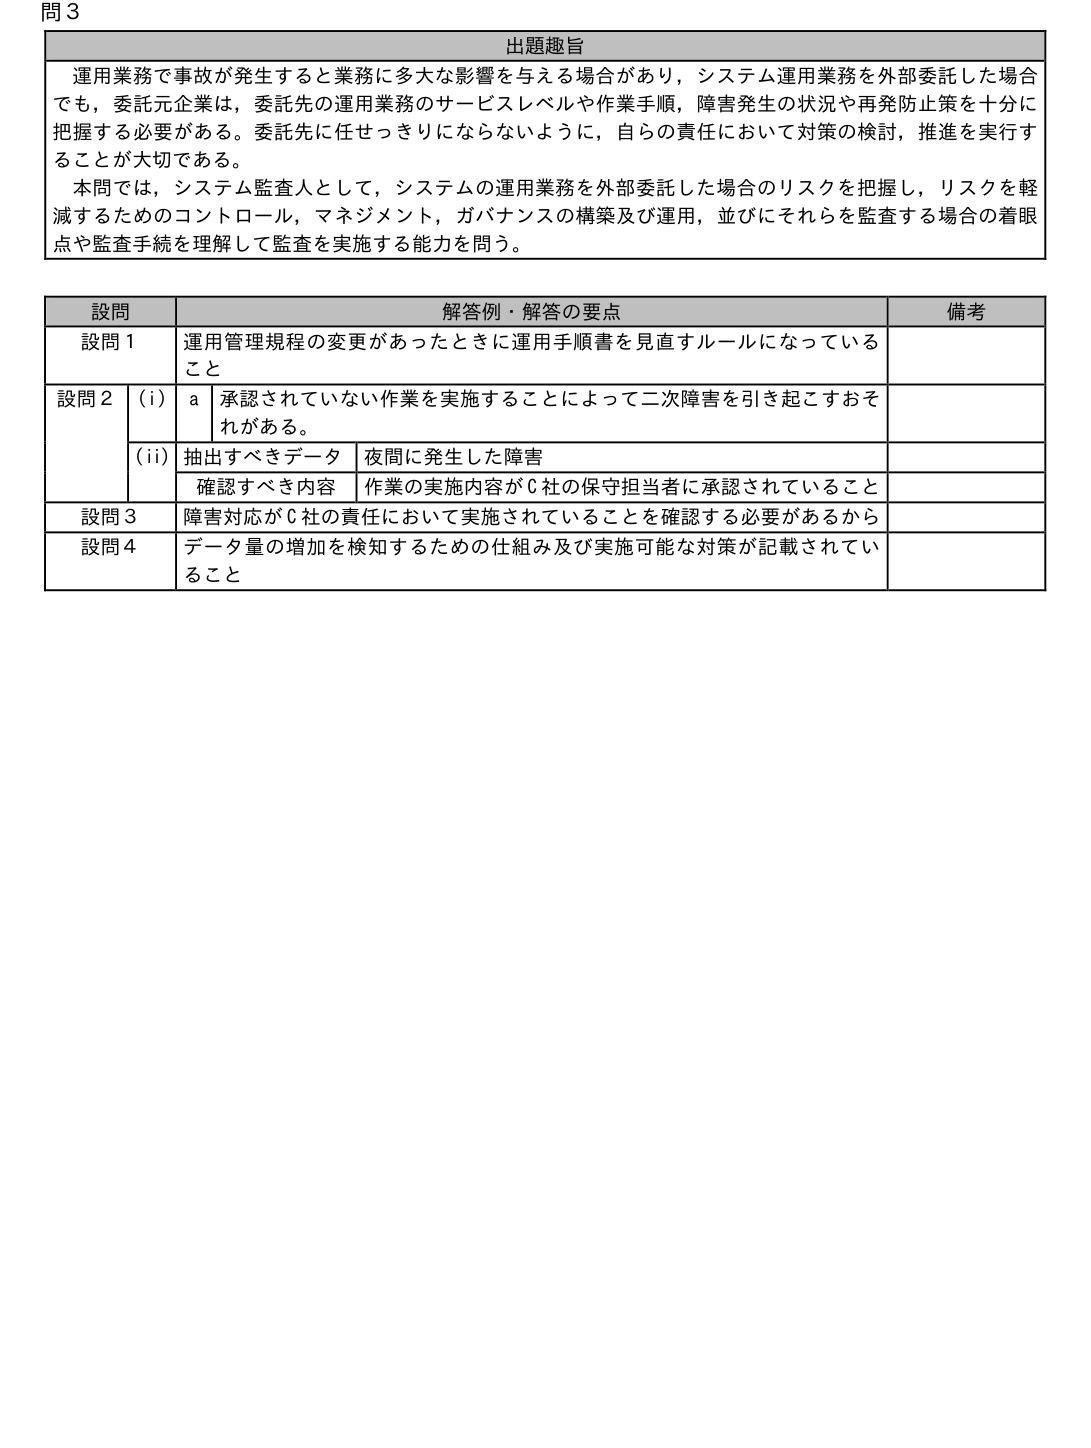 問３
出題趣旨
運用業務で事故が発生すると業務に多大な影響を与える場合があり，システム運用業務を外部委託した場合
でも，委託元企業は，委託先の運用業務のサービスレベルや作業手順，障害発生の状況や再発防止策を十分に
把握する必要がある。委託先に任せっきりにならないように，自らの責任において対策の検討，推進を実行す
ることが大切である。
本問では，システム監査人として，システムの運用業務を外部委託した場合のリスクを把握し，リスクを軽
減するためのコントロール，マネジメント，ガバナンスの構築及び運用，並びにそれらを監査する場合の着眼
点や監査手続を理解して監査を実施する能力を問う。
設問 解答例・解答の要点 備考
設問１ 運用管理規程の変更があったときに運用手順書を見直すルールになっている
こと
設問２ (ⅰ) a 承認されていない作業を実施することによって二次障害を引き起こすおそ
れがある。
(ⅱ) 抽出すべきデータ 夜間に発生した障害
確認すべき内容 作業の実施内容がＣ社の保守担当者に承認されていること
設問３ 障害対応がＣ社の責任において実施されていることを確認する必要があるから
設問４ データ量の増加を検知するための仕組み及び実施可能な対策が記載されてい
ること